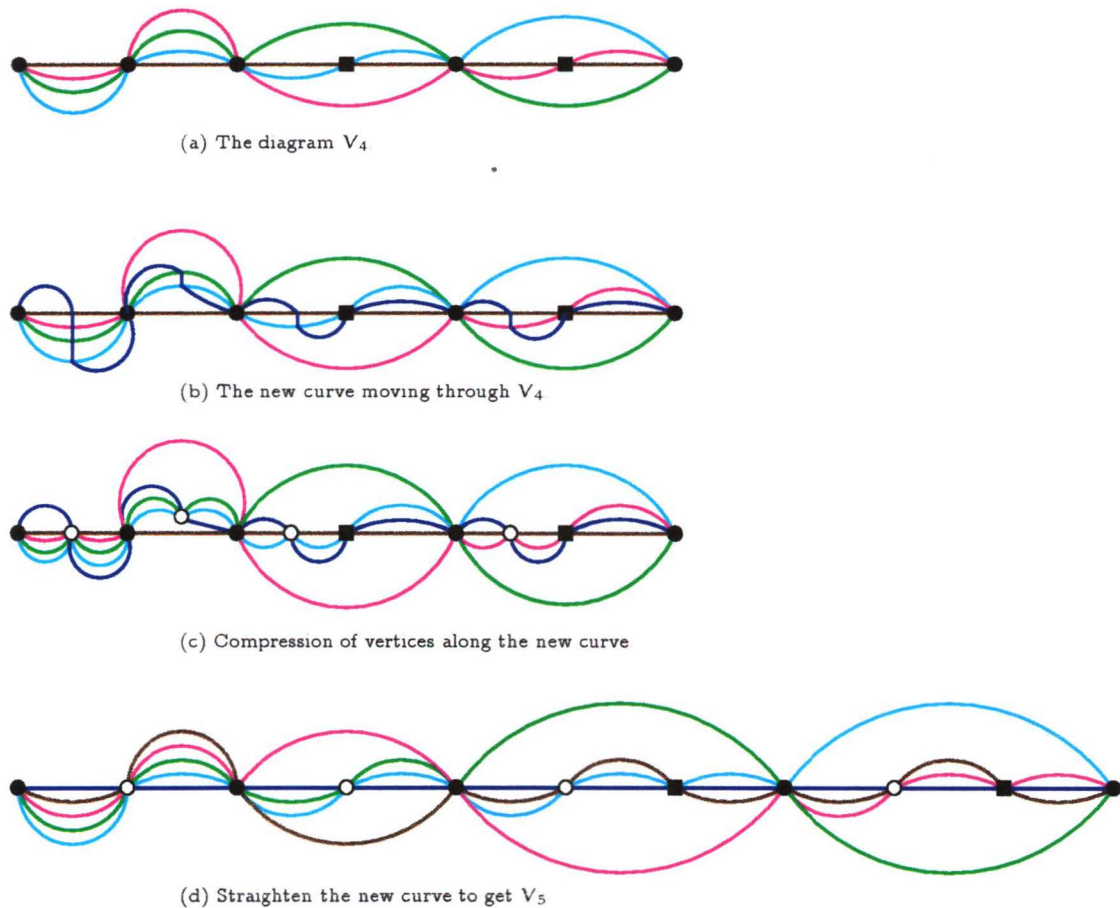 (a) The diagram V₄
(b) The new curve moving through V₄
(c) Compression of vertices along the new curve
(d) Straighten the new curve to get V₅